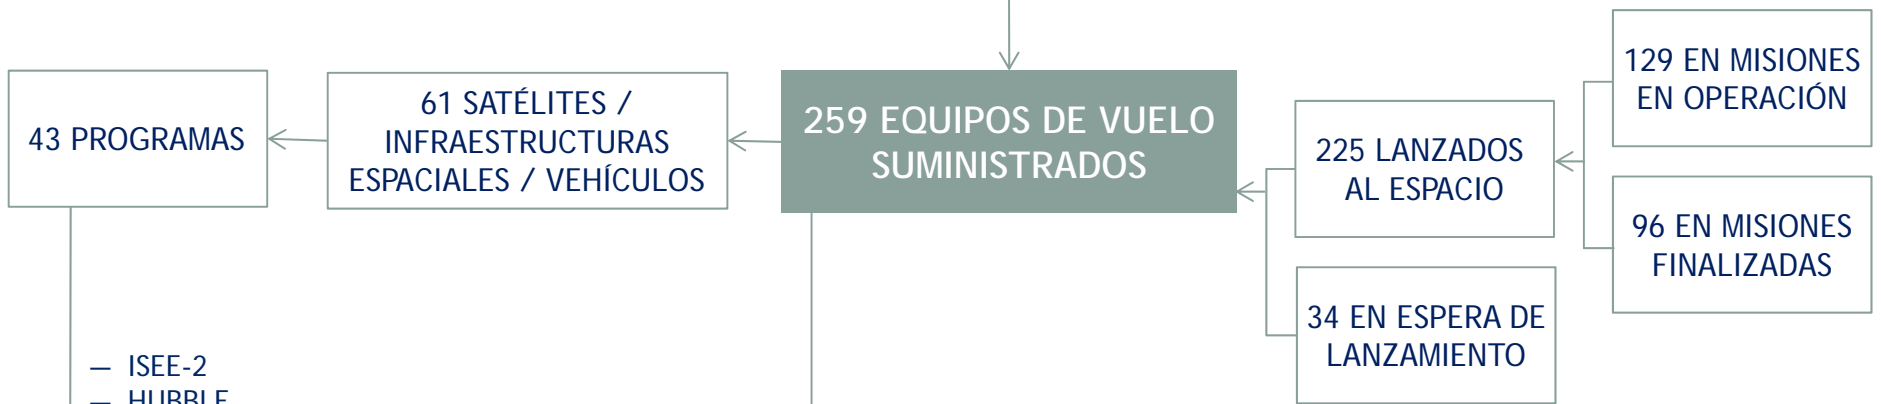 43 PROGRAMAS
61 SATÉLITES /
INFRAESTRUCTURAS
ESPACIALES / VEHÍCULOS
259 EQUIPOS DE VUELO
SUMINISTRADOS
225 LANZADOS
AL ESPACIO
34 EN ESPERA DE
LANZAMIENTO
129 EN MISIONES
EN OPERACIÓN
96 EN MISIONES
FINALIZADAS
— ISEE-2
— HUBBLE